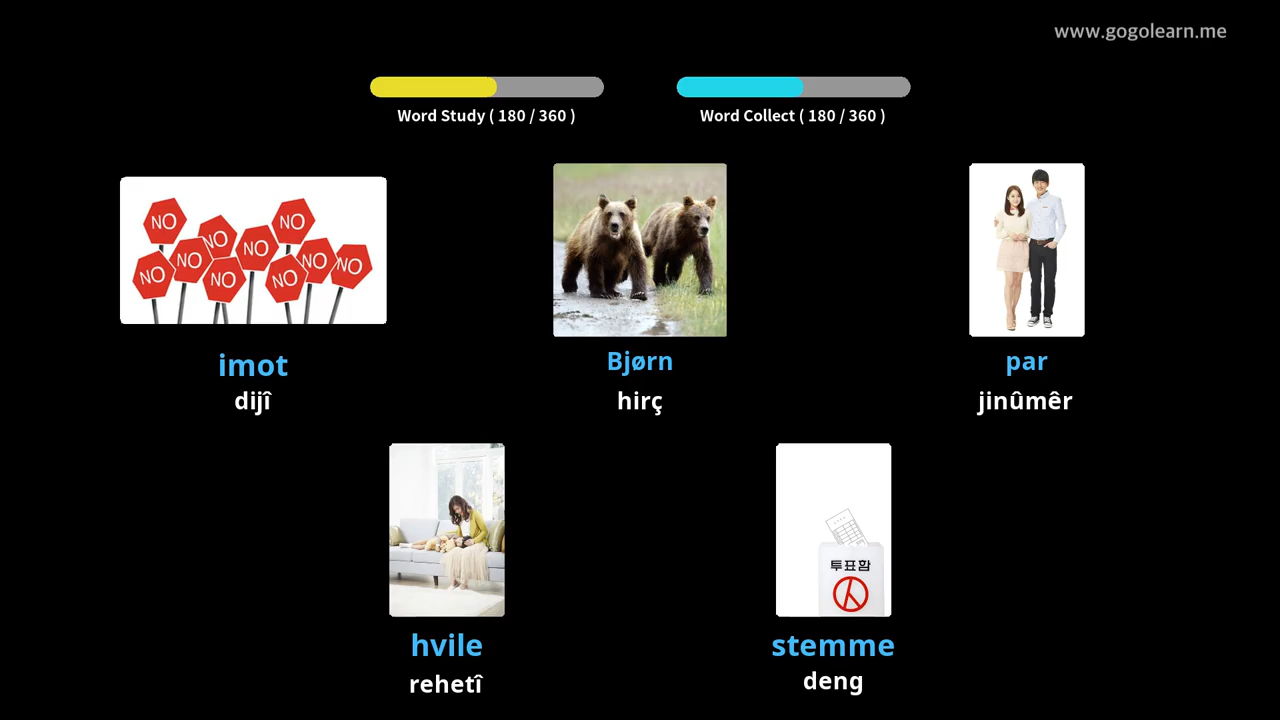 www.gogolearn.me
Word Study ( 180 / 360 )
Word Collect ( 180 / 360 )
NO
NO
NO
NO
NO
NO
NO
NO
NO
imot
dijî
Bjørn
hirç
par
jinûmêr
hvile
rehetî
투표함
stemme
deng